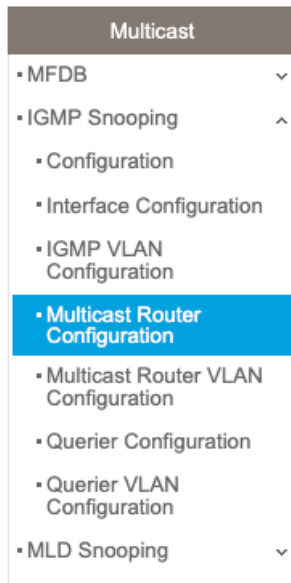 Multicast
MFDB
IGMP Snooping
Configuration
Interface Configuration
IGMP VLAN
Configuration
Multicast Router
Configuration
Multicast Router VLAN
Configuration
Querier Configuration
Querier VLAN
Configuration
MLD Snooping